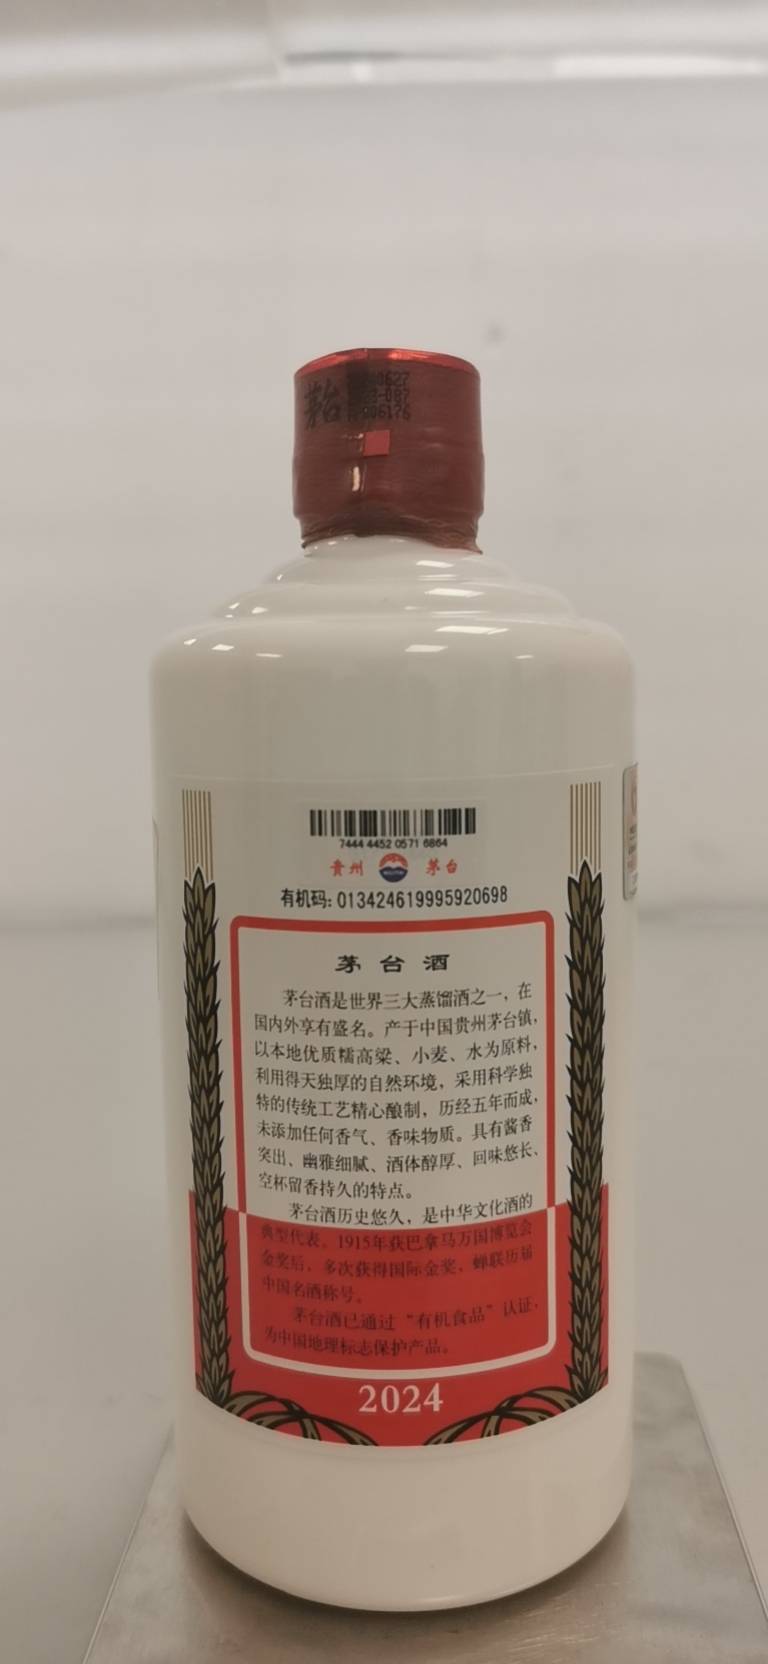 茅台
7444 4452 0571 6864
贵州 茅台
有机码: 013424619995920698
茅台酒
茅台酒是世界三大蒸馏酒之一，在
国内外享有盛名。产于中国贵州茅台镇，
以本地优质糯高粱、小麦、水为原料，
利用得天独厚的自然环境，采用科学独
特的传统工艺精心酿制，历经五年而成，
未添加任何香气、香味物质。具有酱香
突出、幽雅细腻、酒体醇厚、回味悠长、
空杯留香持久的特点。
茅台酒历史悠久，是中华文化酒的
典型代表。1915年获巴拿马万国博览会
金奖后，多次获得国际金奖，蝉联历届
中国名酒称号。
茅台酒已通过“有机食品”认证，
为中国地理标志保护产品。
2024